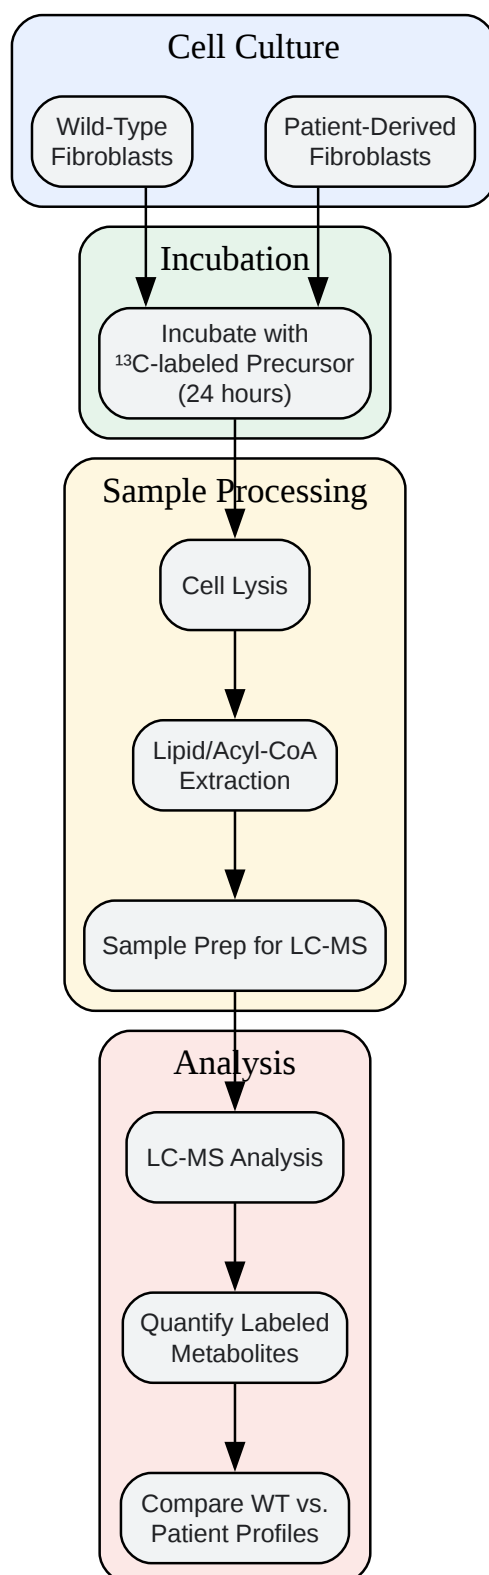 Cell Culture
Wild-Type
Fibroblasts
Patient-Derived
Fibroblasts
Incubation
Incubate with
¹³C-labeled Precursor
(24 hours)
Sample Processing
Cell Lysis
Lipid/Acyl-CoA
Extraction
Sample Prep for LC-MS
Analysis
LC-MS Analysis
Quantify Labeled
Metabolites
Compare WT vs.
Patient Profiles